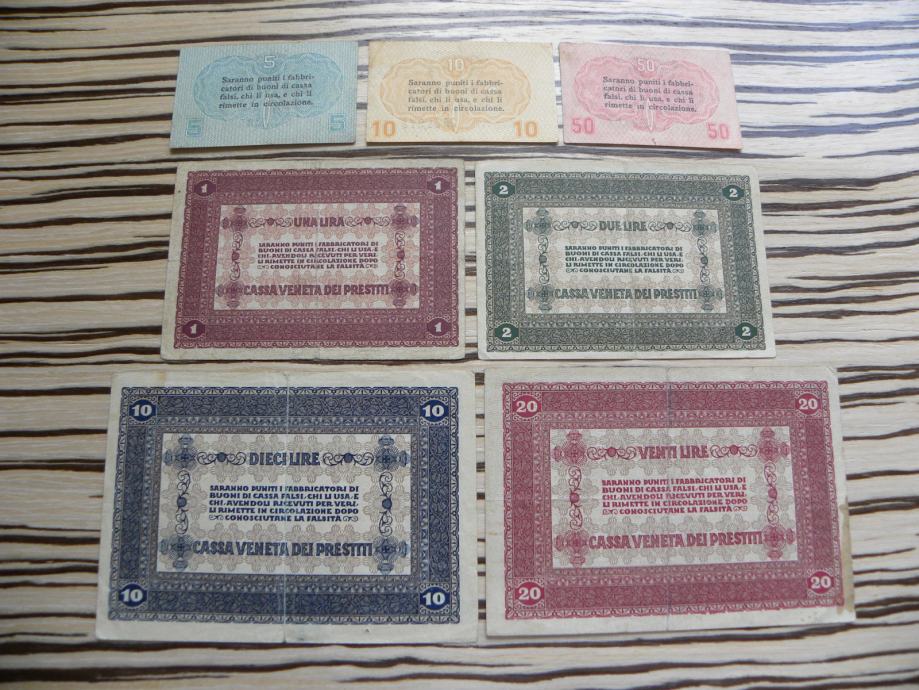 5
Saranno puniti i fabbri-
catori di buoni di cassa
falsi, chi li usa, e chi li
rimette in circolazione.
5 5
10
Saranno puniti i fabbri-
catori di buoni di cassa
falsi, chi li usa, e chi li
rimette in circolazione.
10 10
50
Saranno puniti i fabbri-
catori di buoni di cassa
falsi, chi li usa, e chi li
rimette in circolazione.
50 50
1 1
UNA LIRA
SARANNO PUNITI I FABBRICATORI DI
BUONI DI CASSA FALSI·CHI LI USA·E
CHI·AVENDOLI RICEVUTI PER VERI·
LI RIMETTE IN CIRCOLAZIONE DOPO
CONOSCIUTANE LA FALSITÀ
CASSA VENETA DEI PRESTITI
1 1
2 2
DUE LIRE
SARANNO PUNITI I FABBRICATORI DI
BUONI DI CASSA FALSI·CHI LI USA·E
CHI·AVENDOLI RICEVUTI PER VERI·
LI RIMETTE IN CIRCOLAZIONE DOPO
CONOSCIUTANE LA FALSITÀ
CASSA VENETA DEI PRESTITI
2 2
10 10
DIECI LIRE
SARANNO PUNITI I FABBRICATORI DI
BUONI DI CASSA FALSI·CHI LI USA·E
CHI·AVENDOLI RICEVUTI PER VERI·
LI RIMETTE IN CIRCOLAZIONE DOPO
CONOSCIUTANE LA FALSITÀ
CASSA VENETA DEI PRESTITI
10 10
20 20
VENTI LIRE
SARANNO PUNITI I FABBRICATORI DI
BUONI DI CASSA FALSI·CHI LI USA·E
CHI·AVENDOLI RICEVUTI PER VERI·
LI RIMETTE IN CIRCOLAZIONE DOPO
CONOSCIUTANE LA FALSITÀ
CASSA VENETA DEI PRESTITI
20 20